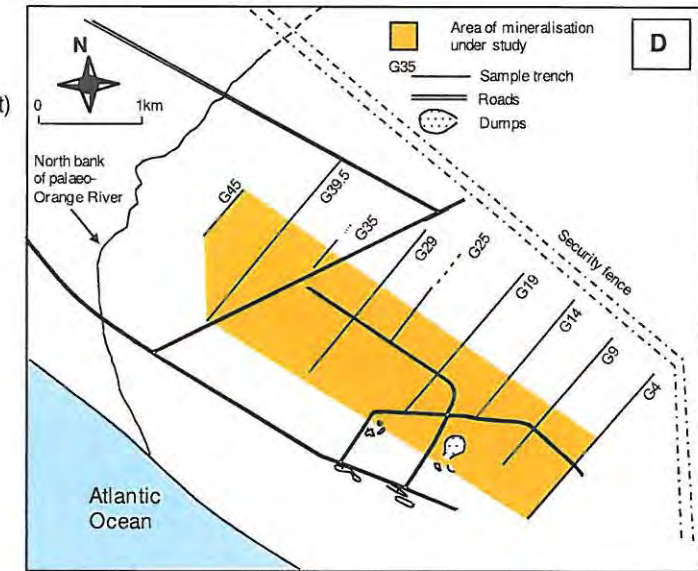 N
0 1km
t)
North bank
of palaeo-
Orange River
Area of mineralisation
under study
G35
Sample trench
Roads
Dumps
D
G45
G39.5
G35
G29
G25
G19
G14
G9
G4
Security fence
Atlantic
Ocean